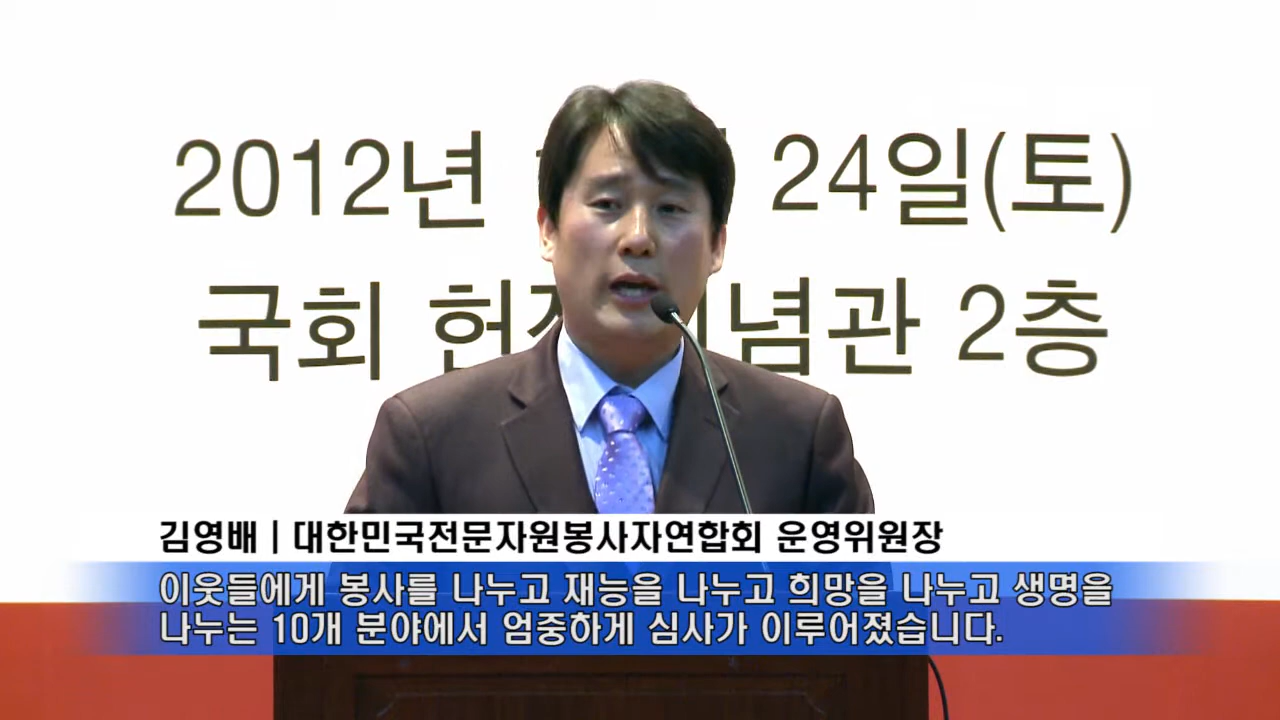 2012년 24일(토)
국회 념관 2층
김영배 | 대한민국전문자원봉사자연합회 운영위원장
이웃들에게 봉사를 나누고 재능을 나누고 희망을 나누고 생명을
나누는 10개 분야에서 엄중하게 심사가 이루어졌습니다.